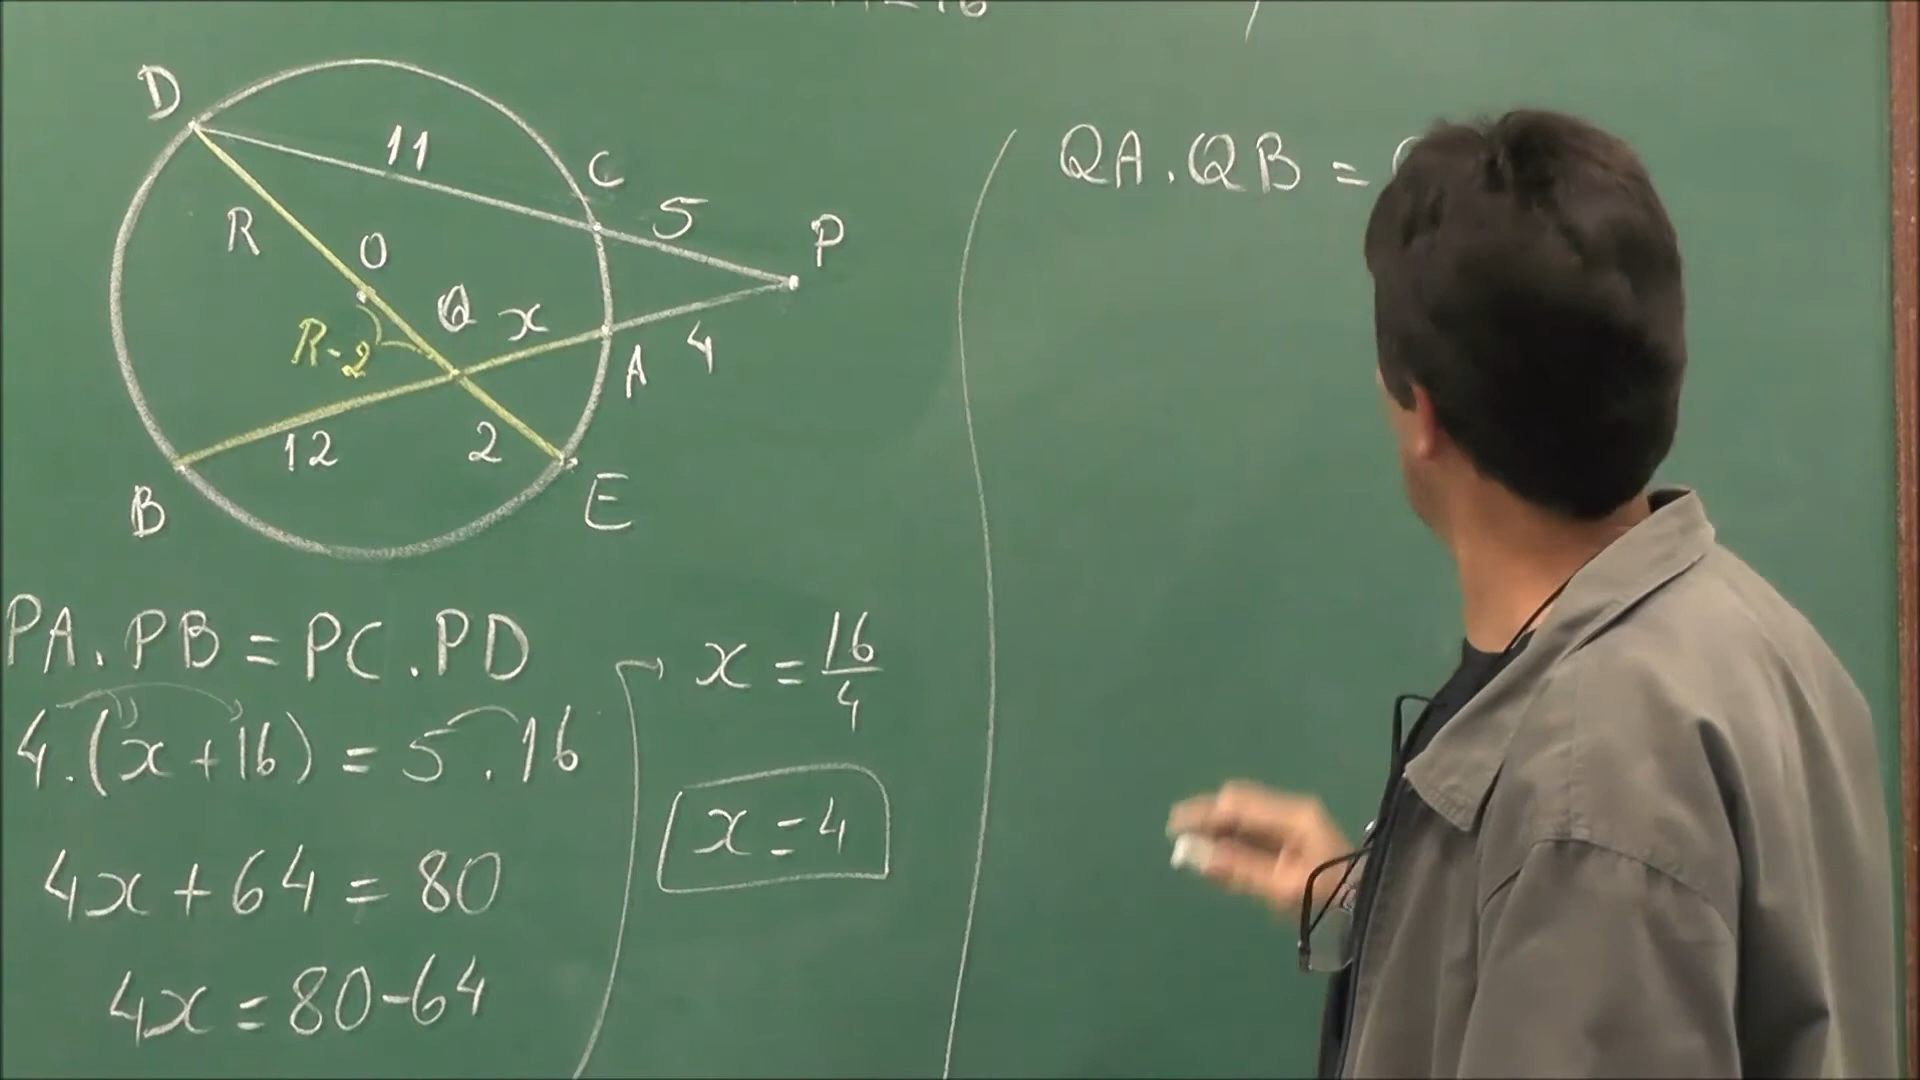 D
11
C
5
P
R
O
Q
x
R-2
A
4
12
2
B
E
PA.PB = PC.PD
4.(x+16) = 5.16
4x + 64 = 80
4x = 80-64
x = 16/4
x = 4
QA.QB =